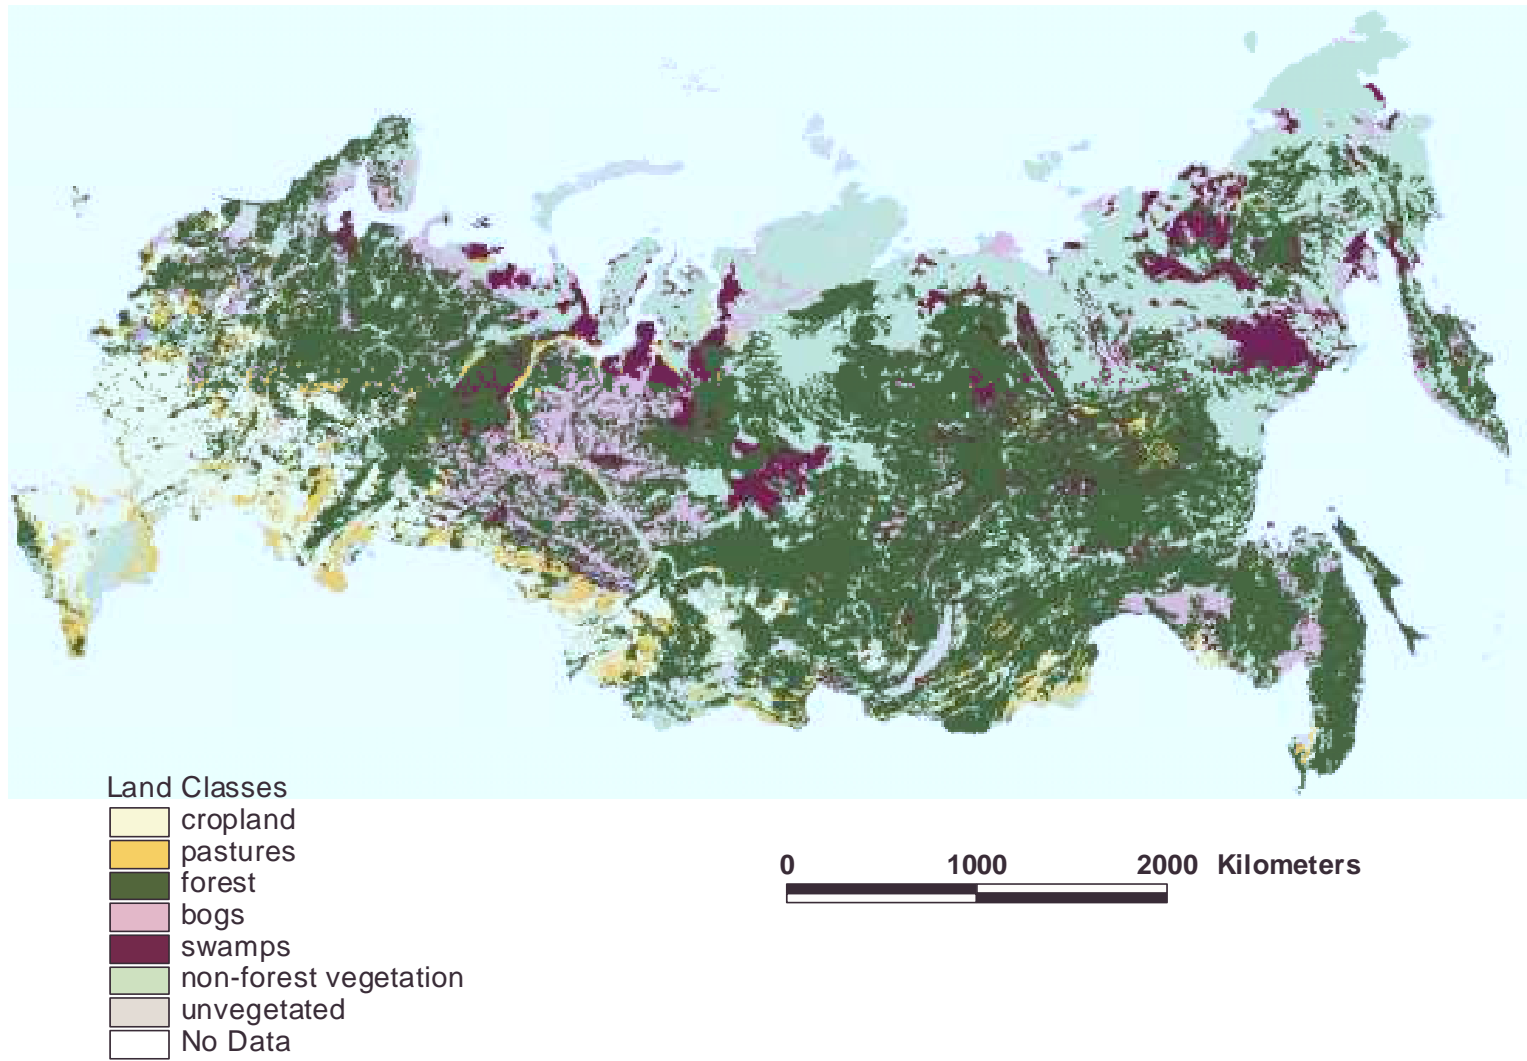 Land Classes
cropland
pastures
forest
bogs
swamps
non-forest vegetation
unvegetated
No Data
0 1000 2000 Kilometers